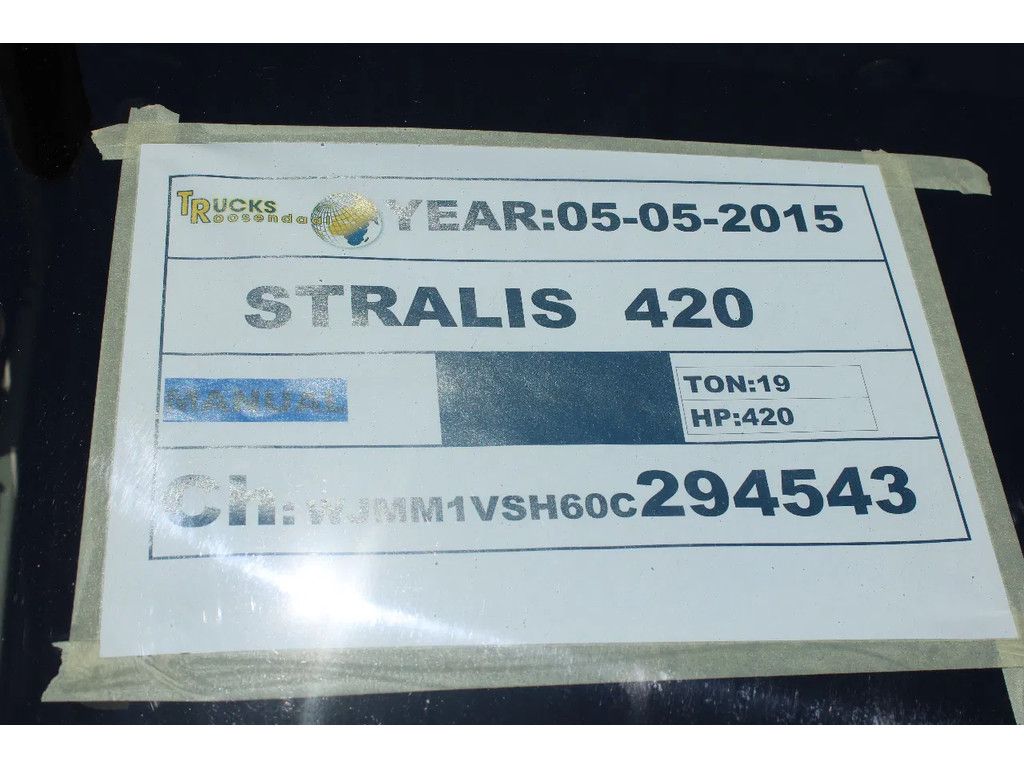 TRUCKS
Roosendaal
YEAR:05-05-2015
STRALIS 420
MANUAL
TON:19
HP:420
Ch:WJMM1VSH60C294543